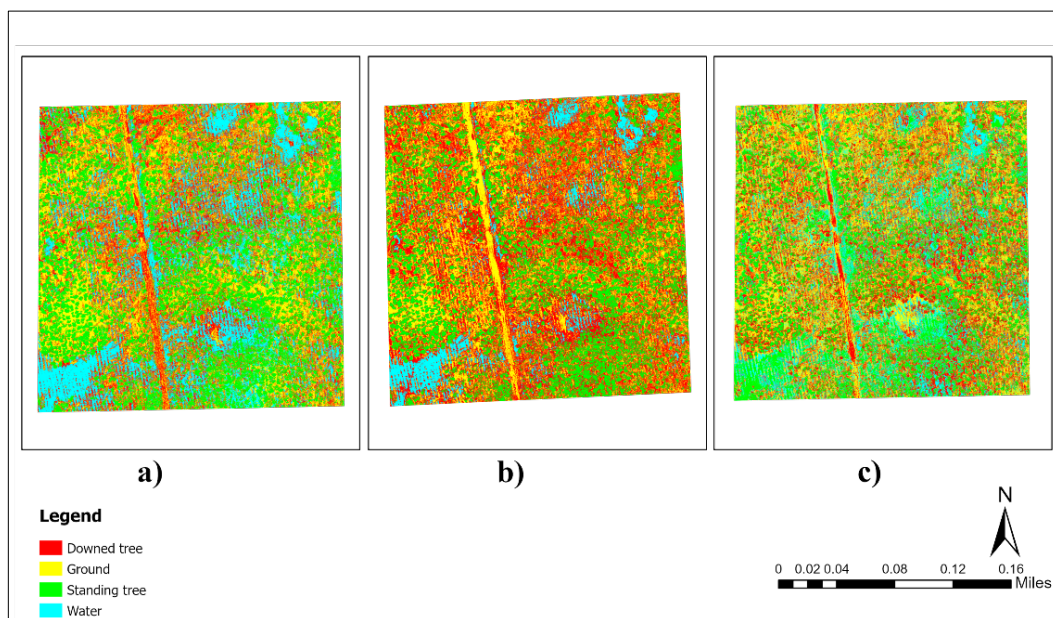 a) b) c)
Legend
Downed tree
Ground
Standing tree
Water
N
0 0.02 0.04 0.08 0.12 0.16
Miles